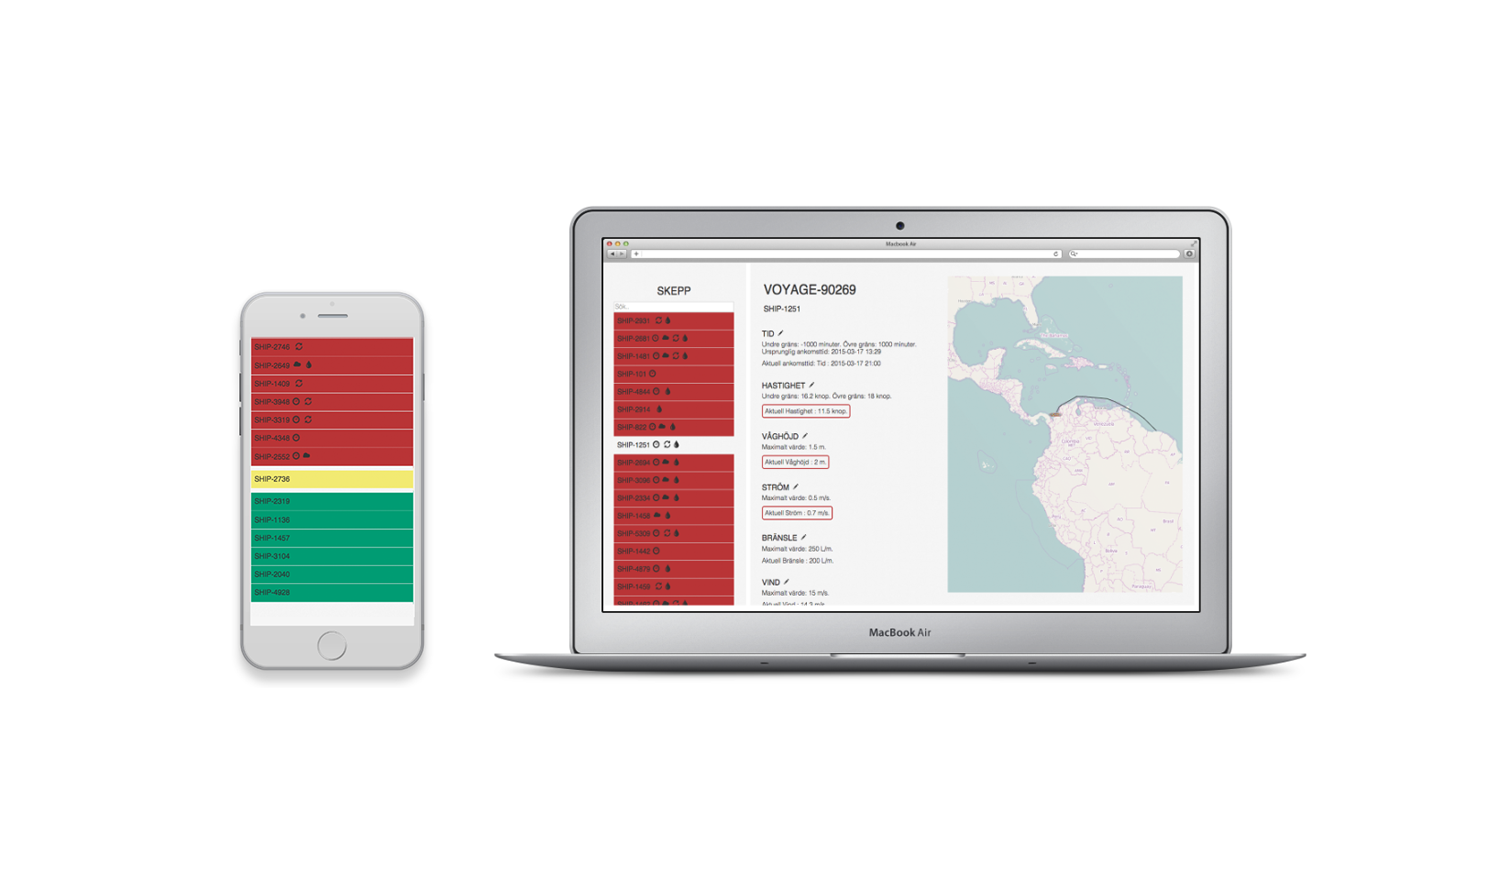 SHIP-2746
SHIP-2649
SHIP-1409
SHIP-3948
SHIP-3319
SHIP-4348
SHIP-2552
SHIP-2736
SHIP-2319
SHIP-1136
SHIP-1457
SHIP-3104
SHIP-2040
SHIP-4928
Macbook Air
SKEPP
Sök..
SHIP-2931
SHIP-2681
SHIP-1481
SHIP-101
SHIP-4844
SHIP-2914
SHIP-822
SHIP-1251
SHIP-2694
SHIP-3086
SHIP-2334
SHIP-1458
SHIP-5309
SHIP-1442
SHIP-4879
VOYAGE-90269
SHIP-1251
TID
Undre gräns: -1000 minuter. Övre gräns: 1000 minuter.
Ursprunglig ankomsttid: 2015-03-17 13:29
Aktuell ankomsttid: Tid : 2015-03-17 21:00
HASTIGHET
Undre gräns: 16.2 knop. Övre gräns: 18 knop.
Aktuell Hastighet : 11.5 knop.
VÅGHÖJD
Maximalt värde: 1.5 m.
Aktuell Våghöjd : 2 m.
STRÖM
Maximalt värde: 0.5 m/s.
Aktuell Ström : 0.7 m/s.
BRÄNSLE
Maximalt värde: 250 L/m.
Aktuell Bränsle : 200 L/m.
VIND
Maximalt värde: 15 m/s.
Aktuell Vind : 14.3 m/s.
Brazil
Bolivia
Paraguay
MacBook Air